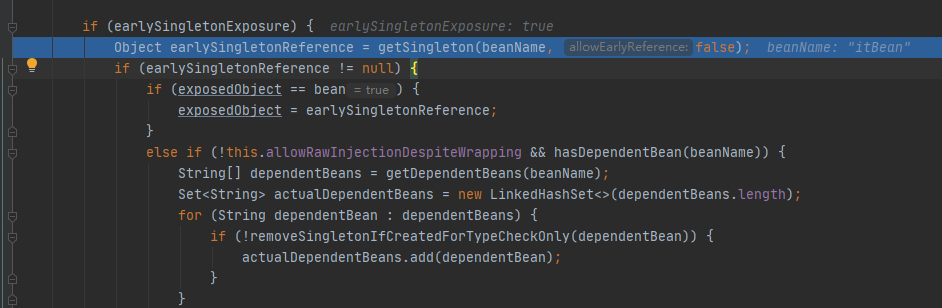 if (earlySingletonExposure) {  earlySingletonExposure: true
Object earlySingletonReference = getSingleton(beanName, allowEarlyReference: false);  beanName: "itBean"
if (earlySingletonReference != null) {
if (exposedObject == bean = true ) {
exposedObject = earlySingletonReference;
}
else if (!this.allowRawInjectionDespiteWrapping && hasDependentBean(beanName)) {
String[] dependentBeans = getDependentBeans(beanName);
Set<String> actualDependentBeans = new LinkedHashSet<>(dependentBeans.length);
for (String dependentBean : dependentBeans) {
if (!removeSingletonIfCreatedForTypeCheckOnly(dependentBean)) {
actualDependentBeans.add(dependentBean);
}
}